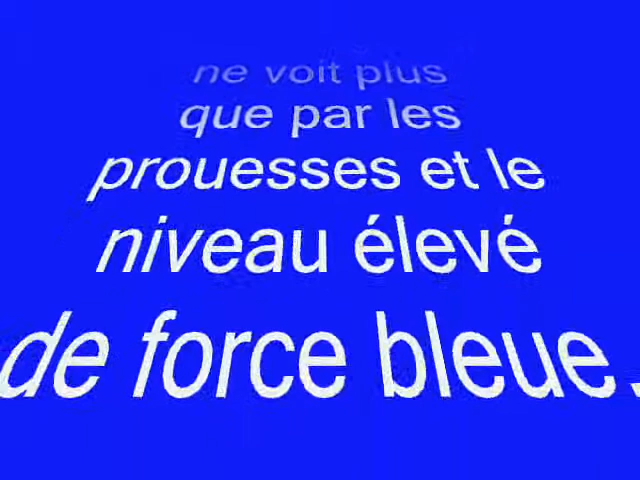 ne voit plus
que par les
prouesses et le
niveau élevé
de force bleue.